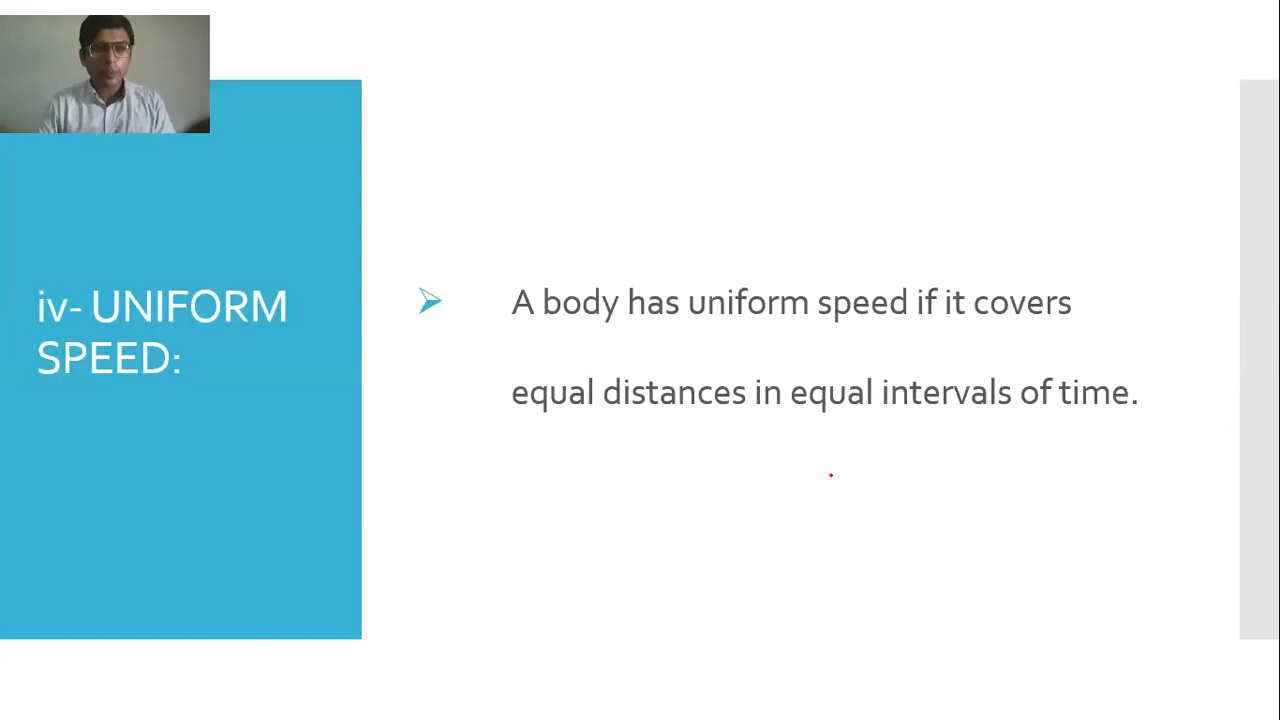 iv- UNIFORM
SPEED:
A body has uniform speed if it covers
equal distances in equal intervals of time.